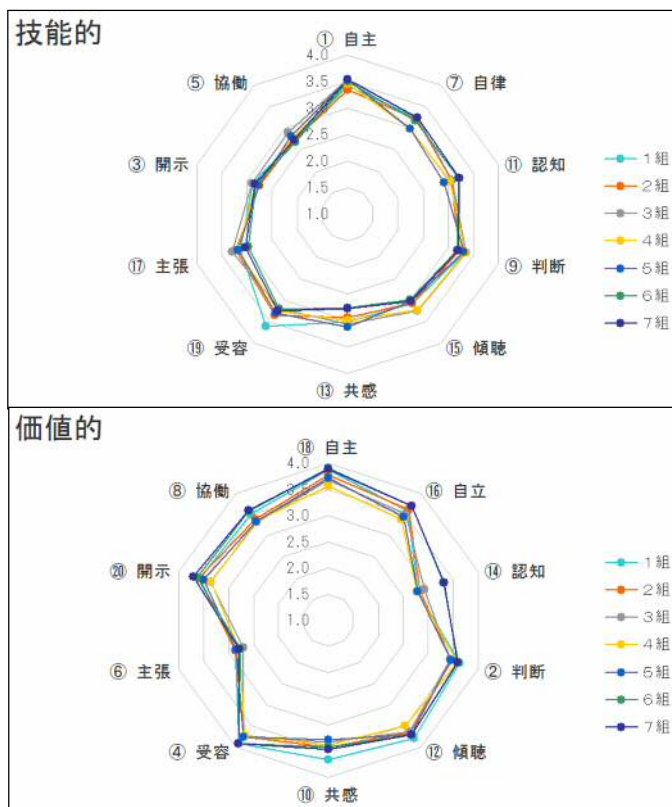 技能的
① 自主
⑤ 協働
⑦ 自律
③ 開示
⑪ 認知
⑰ 主張
⑨ 判断
⑲ 受容
⑮ 傾聴
⑬ 共感
4.0
3.5
3.0
2.5
2.0
1.5
1.0
1組
2組
3組
4組
5組
6組
7組
価値的
⑱ 自主
⑧ 協働
⑯ 自立
⑳ 開示
⑭ 認知
⑥ 主張
② 判断
④ 受容
⑫ 傾聴
⑩ 共感
4.0
3.5
3.0
2.5
2.0
1.5
1.0
1組
2組
3組
4組
5組
6組
7組